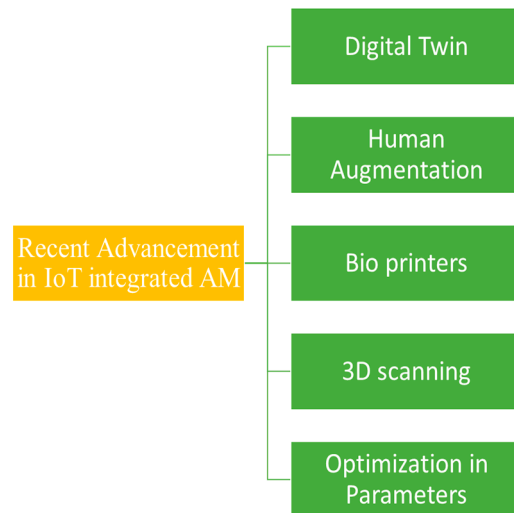 Digital Twin
Human
Augmentation
Recent Advancement
in IoT integrated AM
Bio printers
3D scanning
Optimization in
Parameters